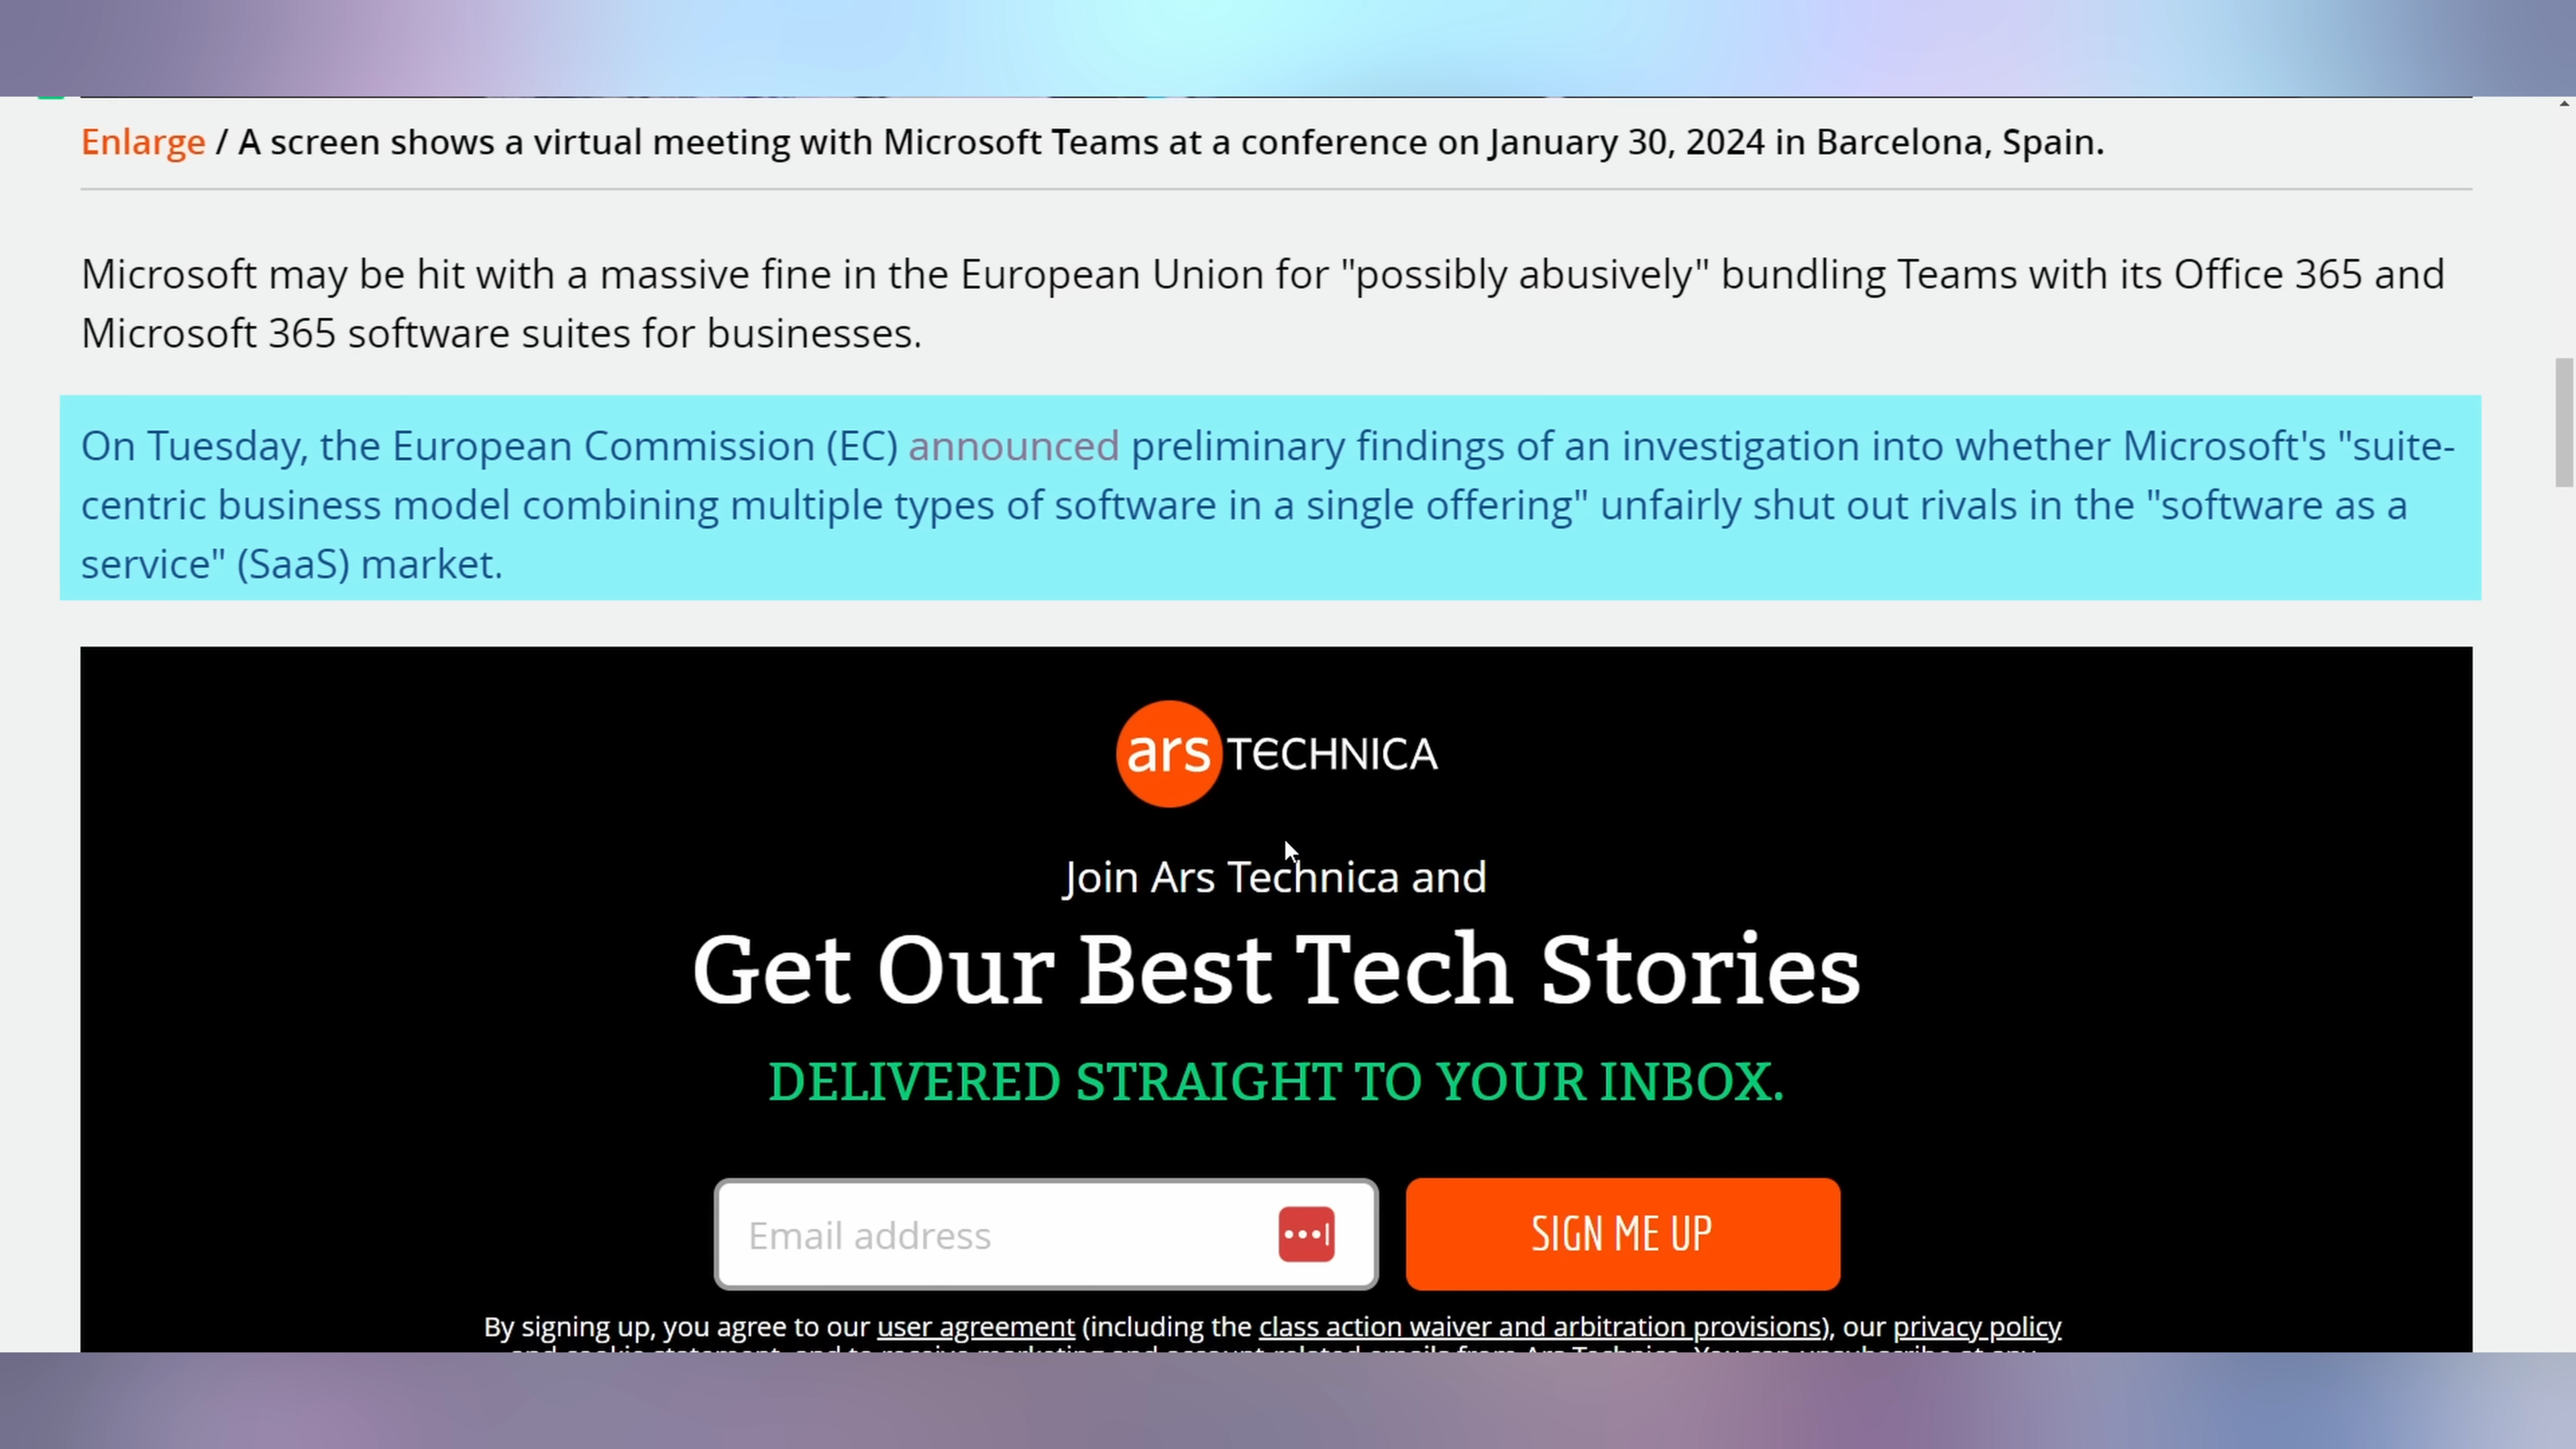 Enlarge / A screen shows a virtual meeting with Microsoft Teams at a conference on January 30, 2024 in Barcelona, Spain.
Microsoft may be hit with a massive fine in the European Union for "possibly abusively" bundling Teams with its Office 365 and
Microsoft 365 software suites for businesses.
On Tuesday, the European Commission (EC) announced preliminary findings of an investigation into whether Microsoft's "suite-
centric business model combining multiple types of software in a single offering" unfairly shut out rivals in the "software as a
service" (SaaS) market.
ars TECHNICA
Join Ars Technica and
Get Our Best Tech Stories
DELIVERED STRAIGHT TO YOUR INBOX.
Email address
SIGN ME UP
By signing up, you agree to our user agreement (including the class action waiver and arbitration provisions), our privacy policy